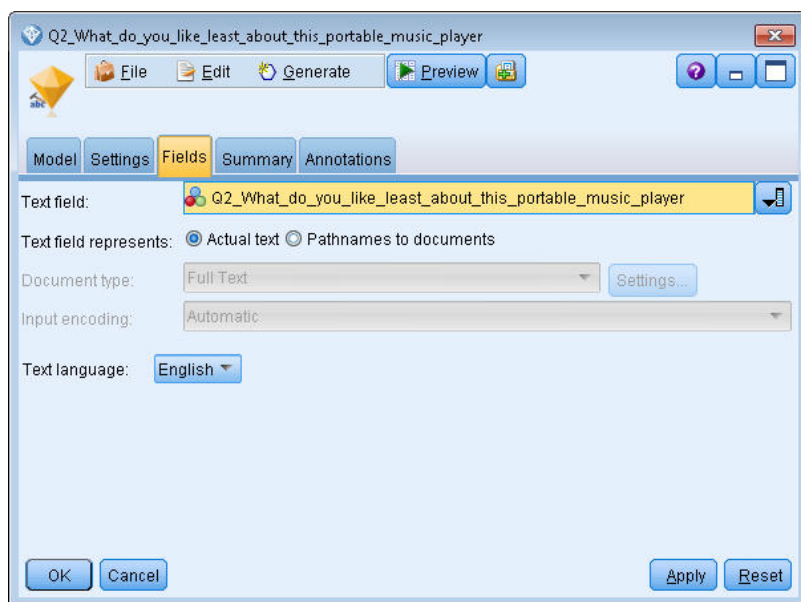 Q2_What_do_you_like_least_about_this_portable_music_player
File Edit Generate Preview
abc
Model Settings Fields Summary Annotations
Text field: Q2_What_do_you_like_least_about_this_portable_music_player
Text field represents: Actual text Pathnames to documents
Document type: Full Text Settings...
Input encoding: Automatic
Text language: English
OK Cancel Apply Reset